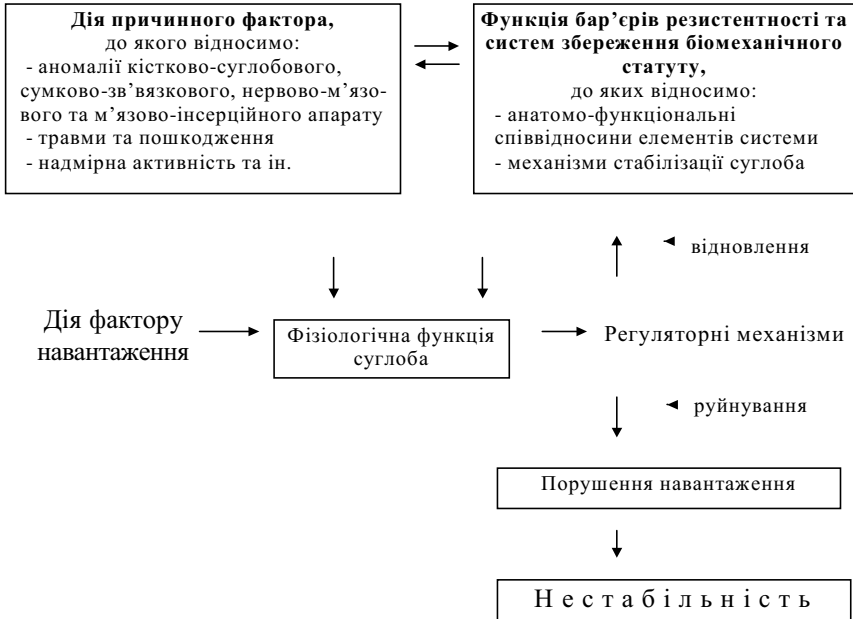 Дія причинного фактора,
до якого відносимо:
- аномалії кістково-суглобового,
сумково-зв’язкового, нервово-м’язо-
вого та м’язово-інсерційного апарату
- травми та пошкодження
- надмірна активність та ін.
Функція бар’єрів резистентності та
систем збереження біомеханічного
статуту,
до яких відносимо:
- анатомо-функціональні
співвідносини елементів системи
- механізми стабілізації суглоба
відновлення
Дія фактору
навантаження
Фізіологічна функція
суглоба
Регуляторні механізми
руйнування
Порушення навантаження
Нестабільність